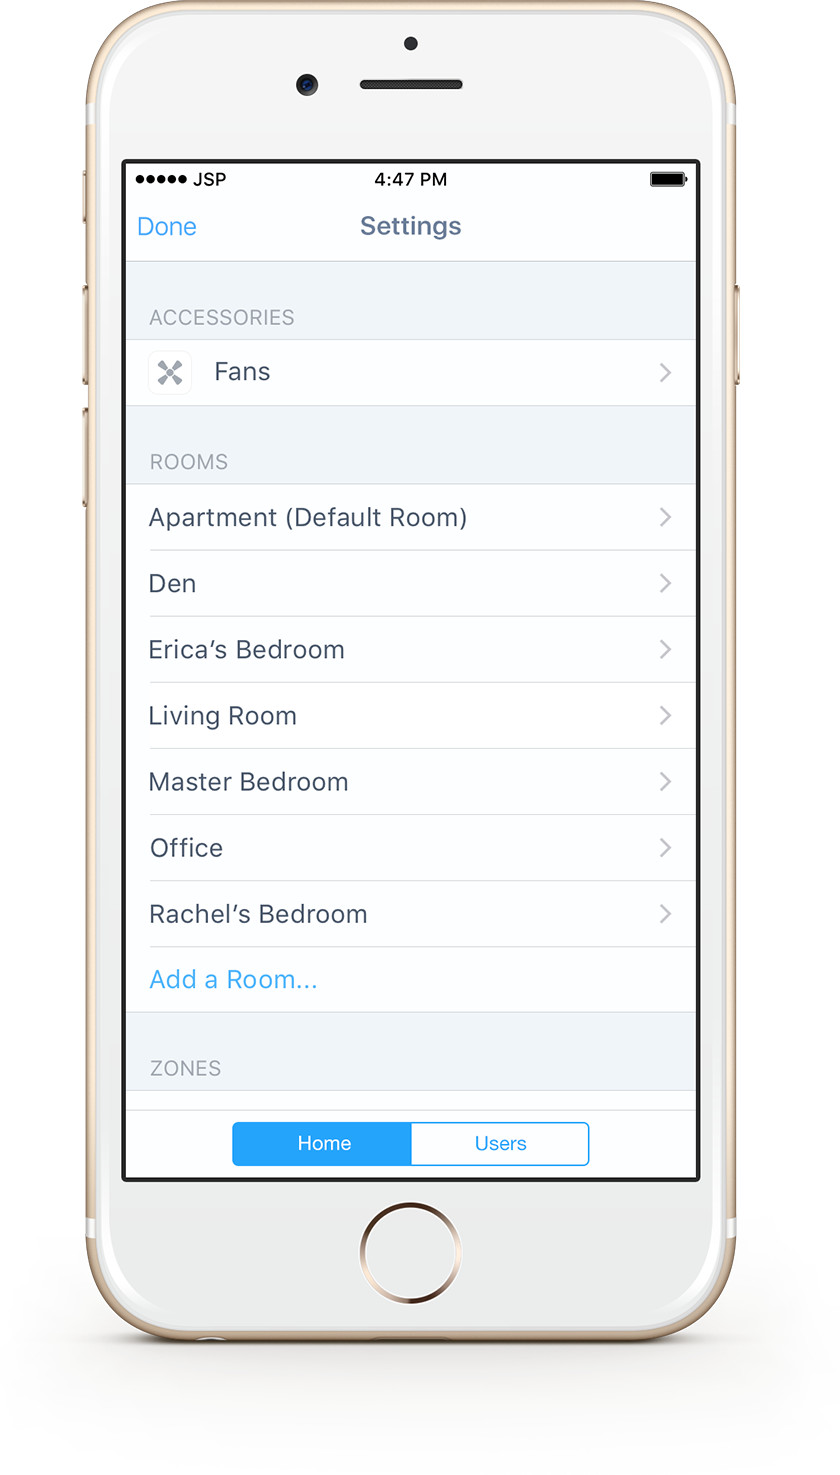 ●●●●● JSP 4:47 PM
Done Settings
ACCESSORIES
Fans
ROOMS
Apartment (Default Room)
Den
Erica’s Bedroom
Living Room
Master Bedroom
Office
Rachel’s Bedroom
Add a Room...
ZONES
Home Users